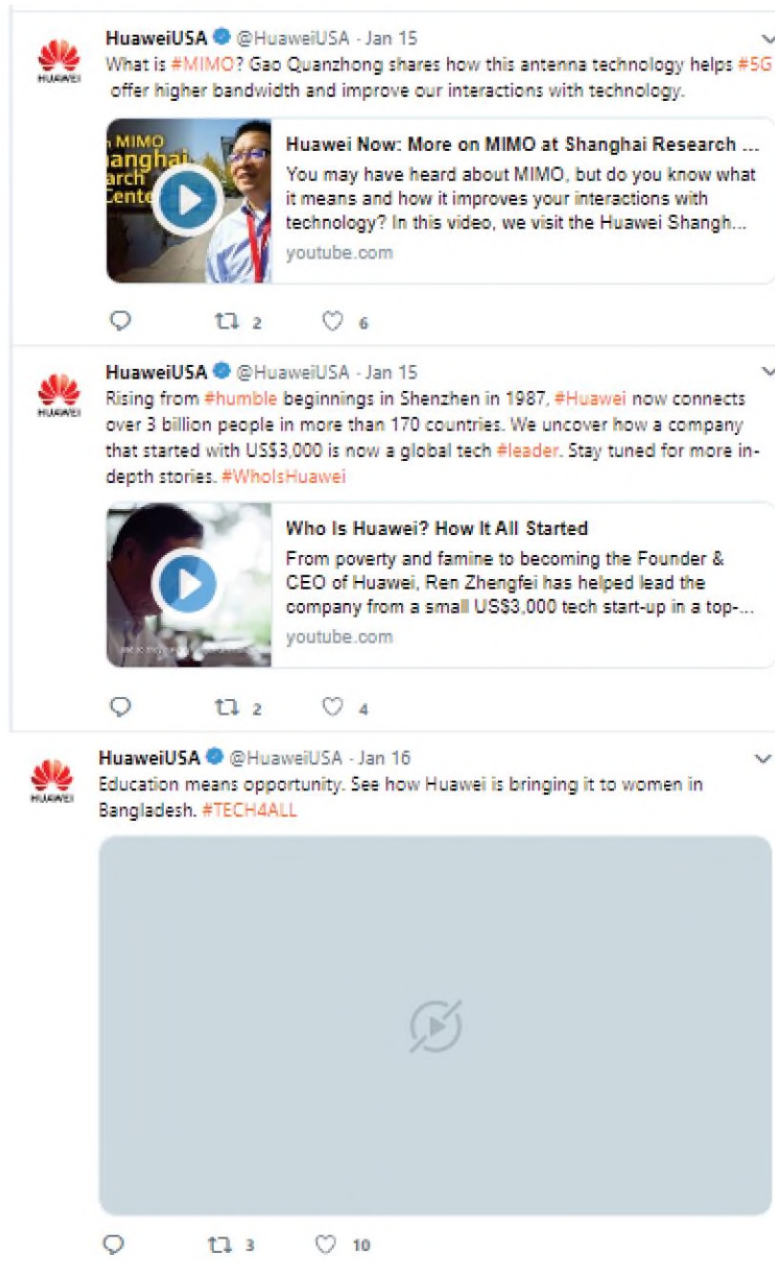 HuaweiUSA @HuaweiUSA · Jan 15
What is #MIMO? Gao Quanzhong shares how this antenna technology helps #5G
offer higher bandwidth and improve our interactions with technology.
HUAWEI
MIMO
anghai
arch
Cente
Huawei Now: More on MIMO at Shanghai Research ...
You may have heard about MIMO, but do you know what
it means and how it improves your interactions with
technology? In this video, we visit the Huawei Shangh...
youtube.com
2 6
HuaweiUSA @HuaweiUSA · Jan 15
Rising from #humble beginnings in Shenzhen in 1987, #Huawei now connects
HUAWEI
over 3 billion people in more than 170 countries. We uncover how a company
that started with US$3,000 is now a global tech #leader. Stay tuned for more in-
depth stories. #WhoIsHuawei
Who Is Huawei? How It All Started
From poverty and famine to becoming the Founder &
CEO of Huawei, Ren Zhengfei has helped lead the
company from a small US$3,000 tech start-up in a top-...
youtube.com
2 4
HuaweiUSA @HuaweiUSA · Jan 16
Education means opportunity. See how Huawei is bringing it to women in
HUAWEI
Bangladesh. #TECH4ALL
3 10